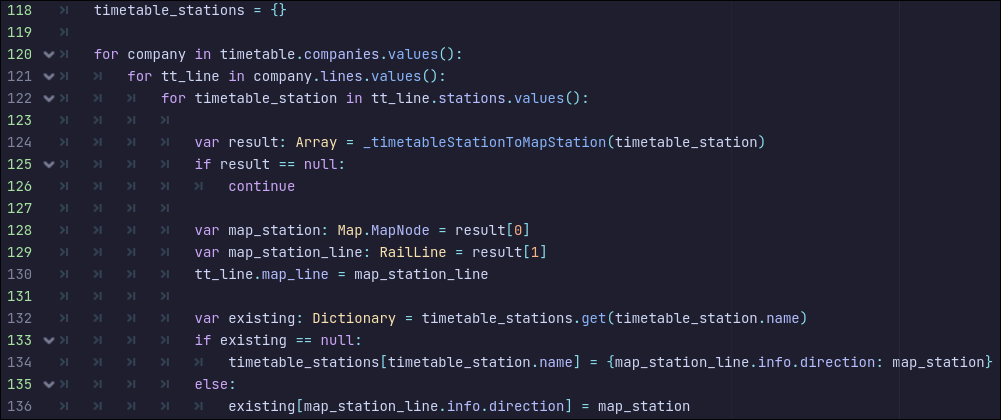 118 timetable_stations = {}
119
120 for company in timetable.companies.values():
121 for tt_line in company.lines.values():
122 for timetable_station in tt_line.stations.values():
123
124 var result: Array = _timetableStationToMapStation(timetable_station)
125 if result == null:
126 continue
127
128 var map_station: Map.MapNode = result[0]
129 var map_station_line: RailLine = result[1]
130 tt_line.map_line = map_station_line
131
132 var existing: Dictionary = timetable_stations.get(timetable_station.name)
133 if existing == null:
134 timetable_stations[timetable_station.name] = {map_station_line.info.direction: map_station}
135 else:
136 existing[map_station_line.info.direction] = map_station